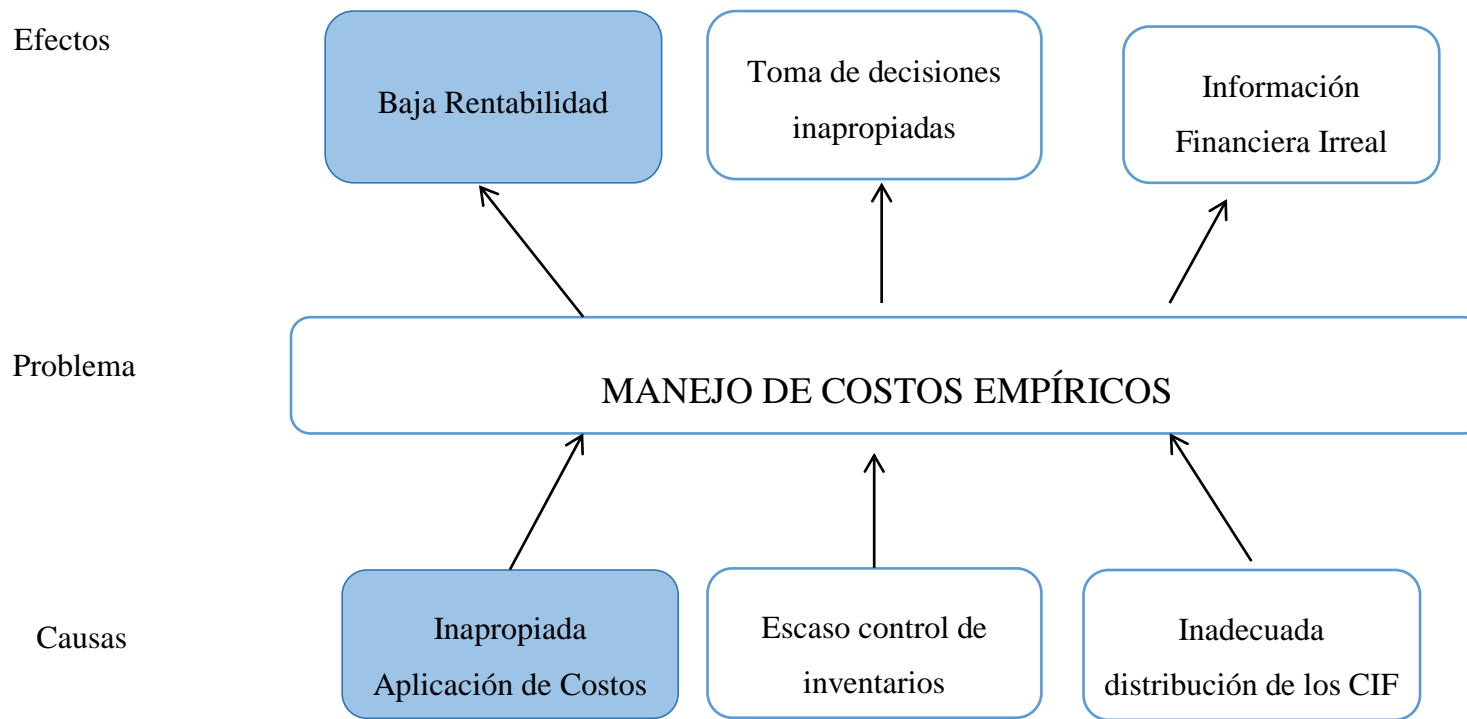 Efectos
Baja Rentabilidad
Toma de decisiones
inapropiadas
Información
Financiera Irreal
Problema
MANEJO DE COSTOS EMPÍRICOS
Causas
Inapropiada
Aplicación de Costos
Escaso control de
inventarios
Inadecuada
distribución de los CIF